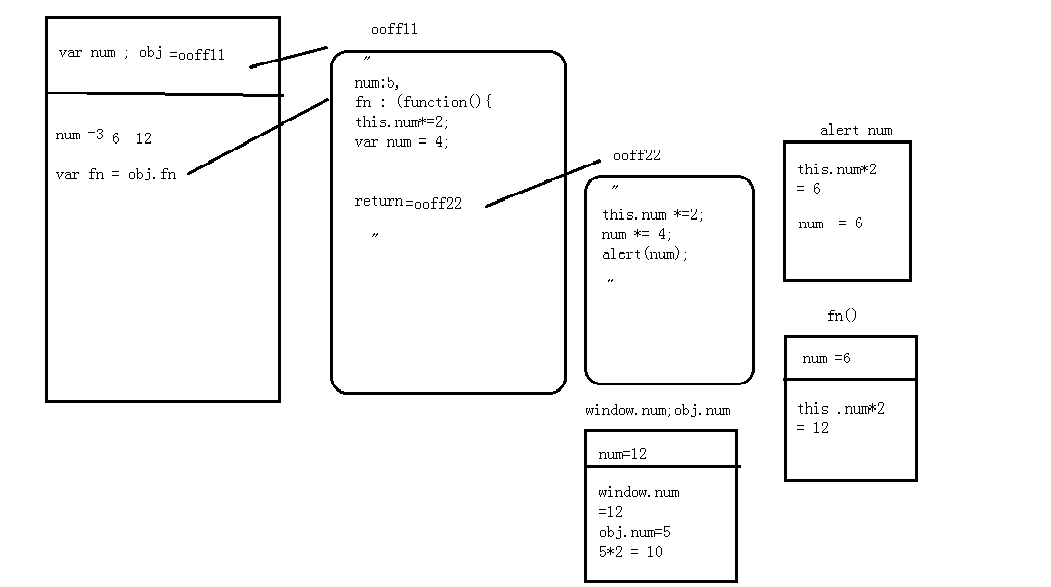 var num ; obj =ooff11
num =3 6 12
var fn = obj.fn
ooff11
"
num:5,
fn : (function(){
this.num*=2;
var num = 4;
return=ooff22
"
ooff22
"
this.num *=2;
num *= 4;
alert(num);
"
window.num;obj.num
num=12
window.num
=12
obj.num=5
5*2 = 10
alert num
this.num*2
= 6
num = 6
fn()
num =6
this .num*2
= 12